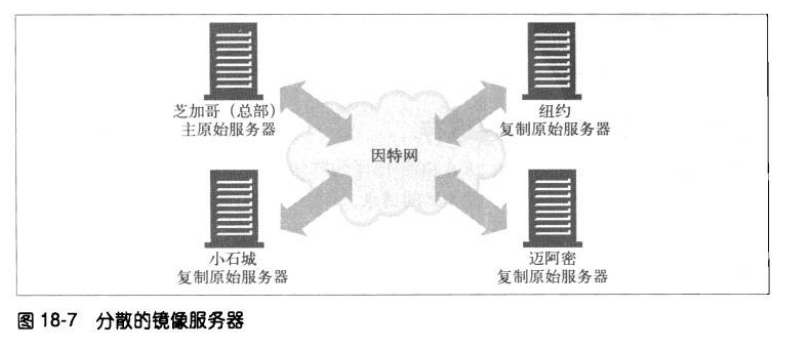 芝加哥（总部）
主原始服务器
纽约
复制原始服务器
因特网
小石城
复制原始服务器
迈阿密
复制原始服务器
图 18-7 分散的镜像服务器